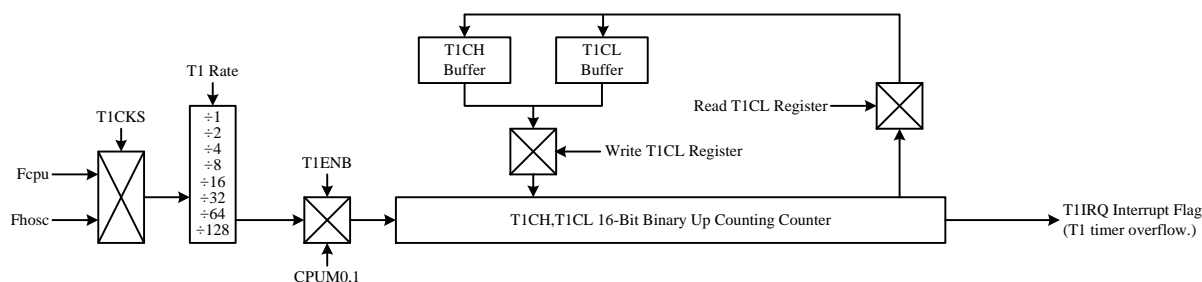 T1CH
Buffer
T1CL
Buffer
T1 Rate
Read T1CL Register
÷1
÷2
÷4
÷8
÷16
÷32
÷64
÷128
T1CKS
Write T1CL Register
T1ENB
Fcpu
Fhosc
T1CH,T1CL 16-Bit Binary Up Counting Counter
T1IRQ Interrupt Flag
(T1 timer overflow.)
CPUM0,1